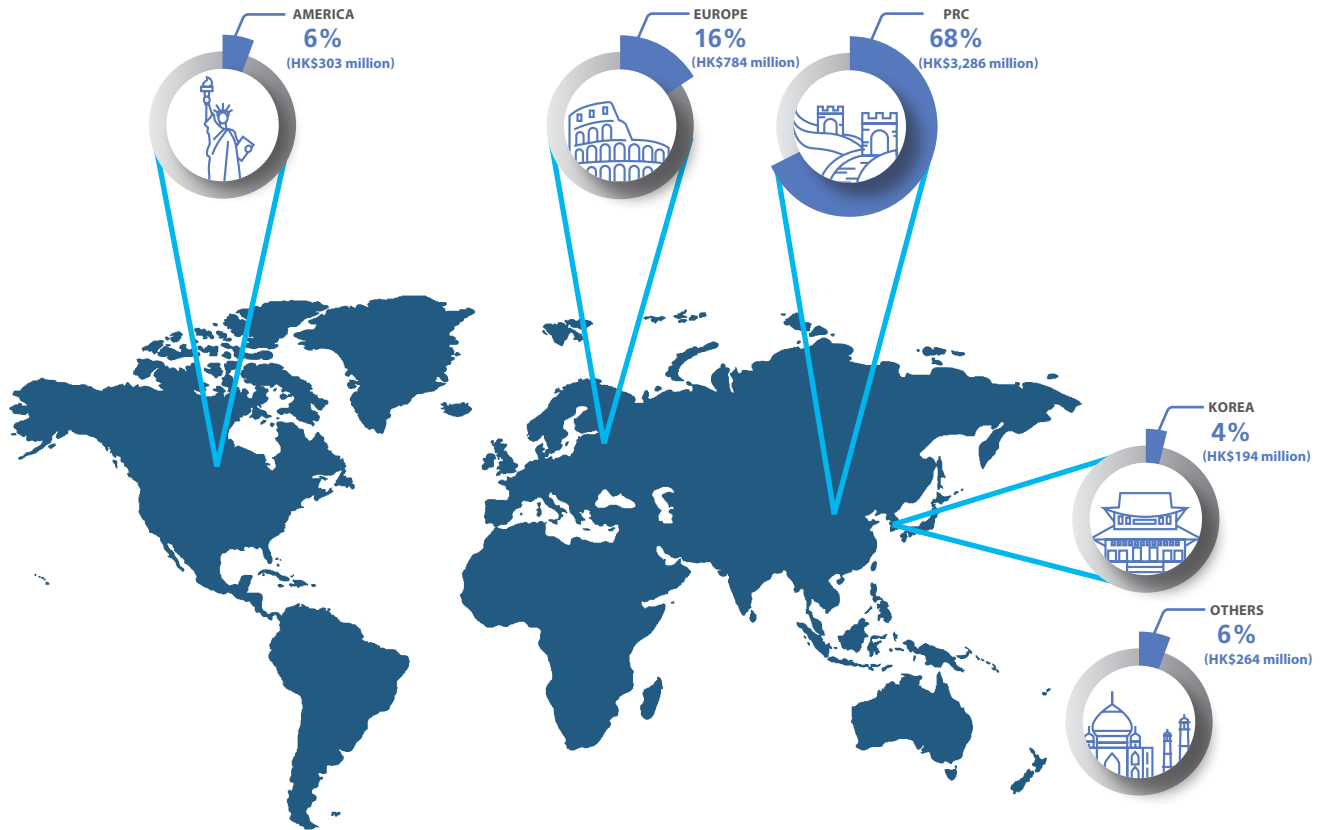 AMERICA
6%
(HK$303 million)
EUROPE
16%
(HK$784 million)
PRC
68%
(HK$3,286 million)
KOREA
4%
(HK$194 million)
OTHERS
6%
(HK$264 million)